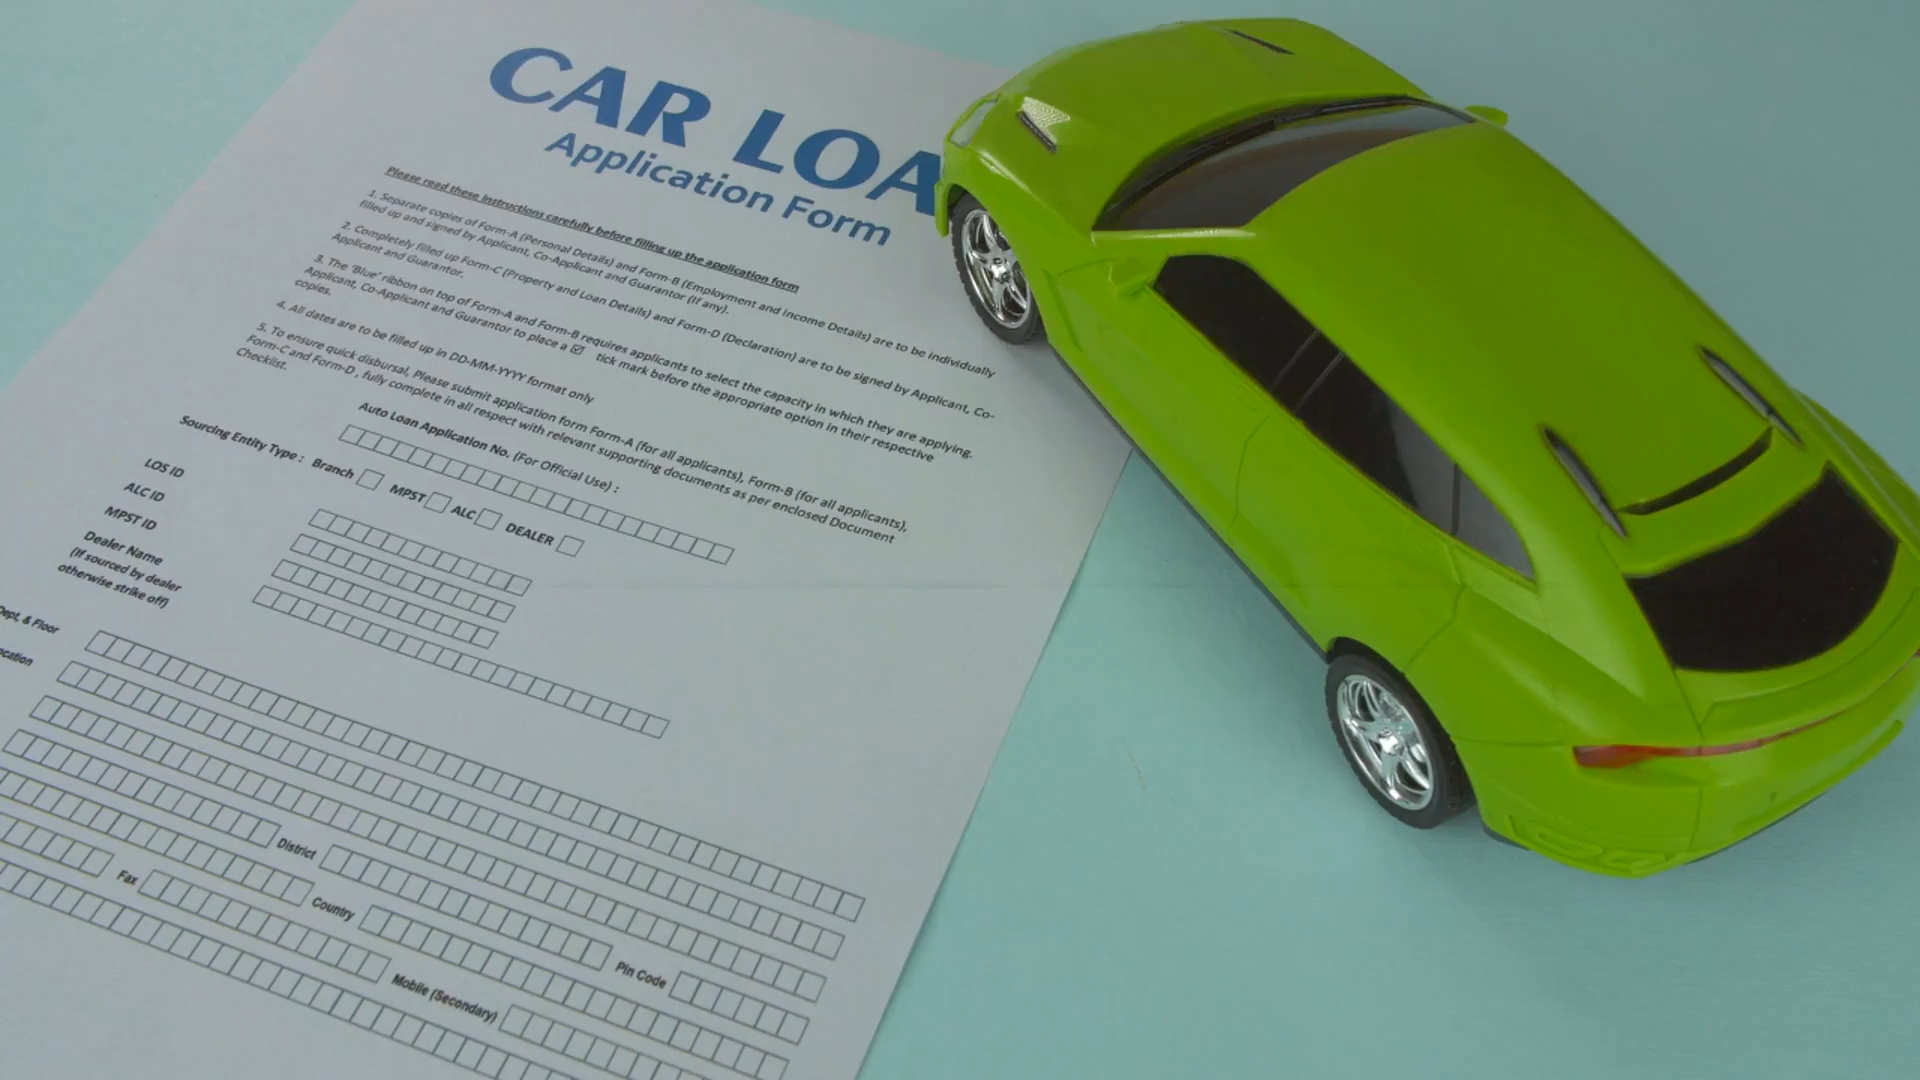 CAR LOA
Application Form
Please read these instructions carefully before filling up the application form
1. Separate copies of Form-A (Personal Details) and Form-B (Employment and Income Details) are to be individually
filled up and signed by Applicant, Co-Applicant and Guarantor (If any).
2. Completely filled up Form-C (Property and Loan Details) and Form-D (Declaration) are to be signed by Applicant, Co-
Applicant and Guarantor.
3. The 'Blue' ribbon on top of Form-A and Form-B requires applicants to select the capacity in which they are applying.
Applicant, Co-Applicant and Guarantor to place a ☑ tick mark before the appropriate option in their respective
copies.
4. All dates are to be filled up in DD-MM-YYYY format only
5. To ensure quick disbursal, Please submit application form Form-A (for all applicants), Form-B (for all applicants),
Form-C and Form-D , fully complete in all respect with relevant supporting documents as per enclosed Document
Checklist.
Auto Loan Application No. (For Official Use) :
Sourcing Entity Type : Branch MPST ALC DEALER
LOS ID
ALC ID
MPST ID
Dealer Name
(If sourced by dealer
otherwise strike off)
Dept, & Floor
ocation
District
Fax Country
Pin Code
Mobile (Secondary)